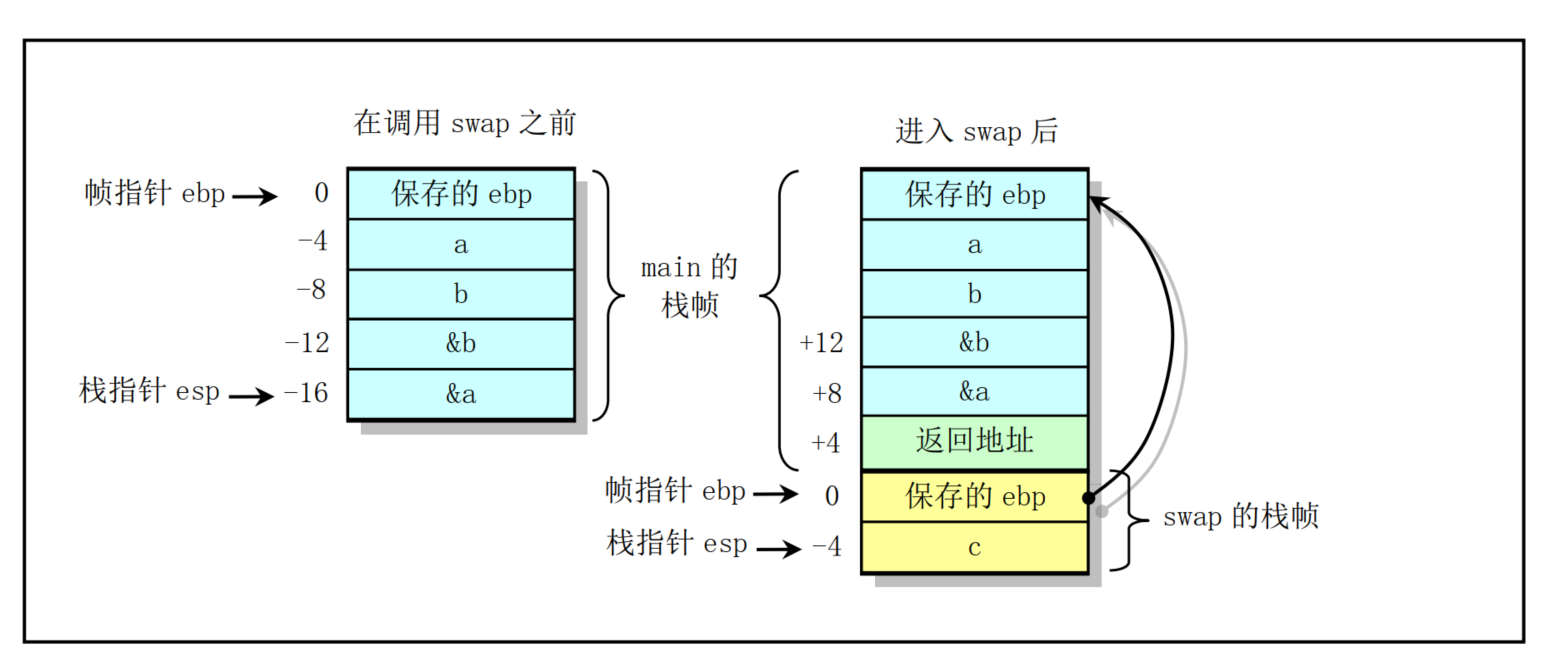 在调用 swap 之前
帧指针 ebp
0
保存的 ebp
-4
a
-8
b
-12
&b
栈指针 esp
-16
&a
main 的
栈帧
进入 swap 后
保存的 ebp
a
b
+12
&b
+8
&a
+4
返回地址
帧指针 ebp
0
保存的 ebp
栈指针 esp
-4
c
swap 的栈帧